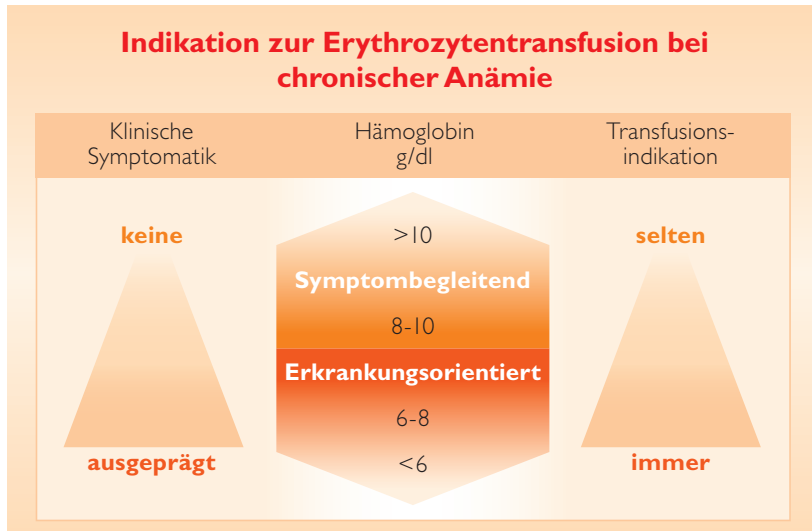 Indikation zur Erythrozytentransfusion bei
chronischer Anämie
Klinische
Symptomatik
Hämoglobin
g/dl
Transfusions-
indikation
keine
>10
selten
Symptombegleitend
8-10
Erkrankungsorientiert
6-8
ausgeprägt
<6
immer